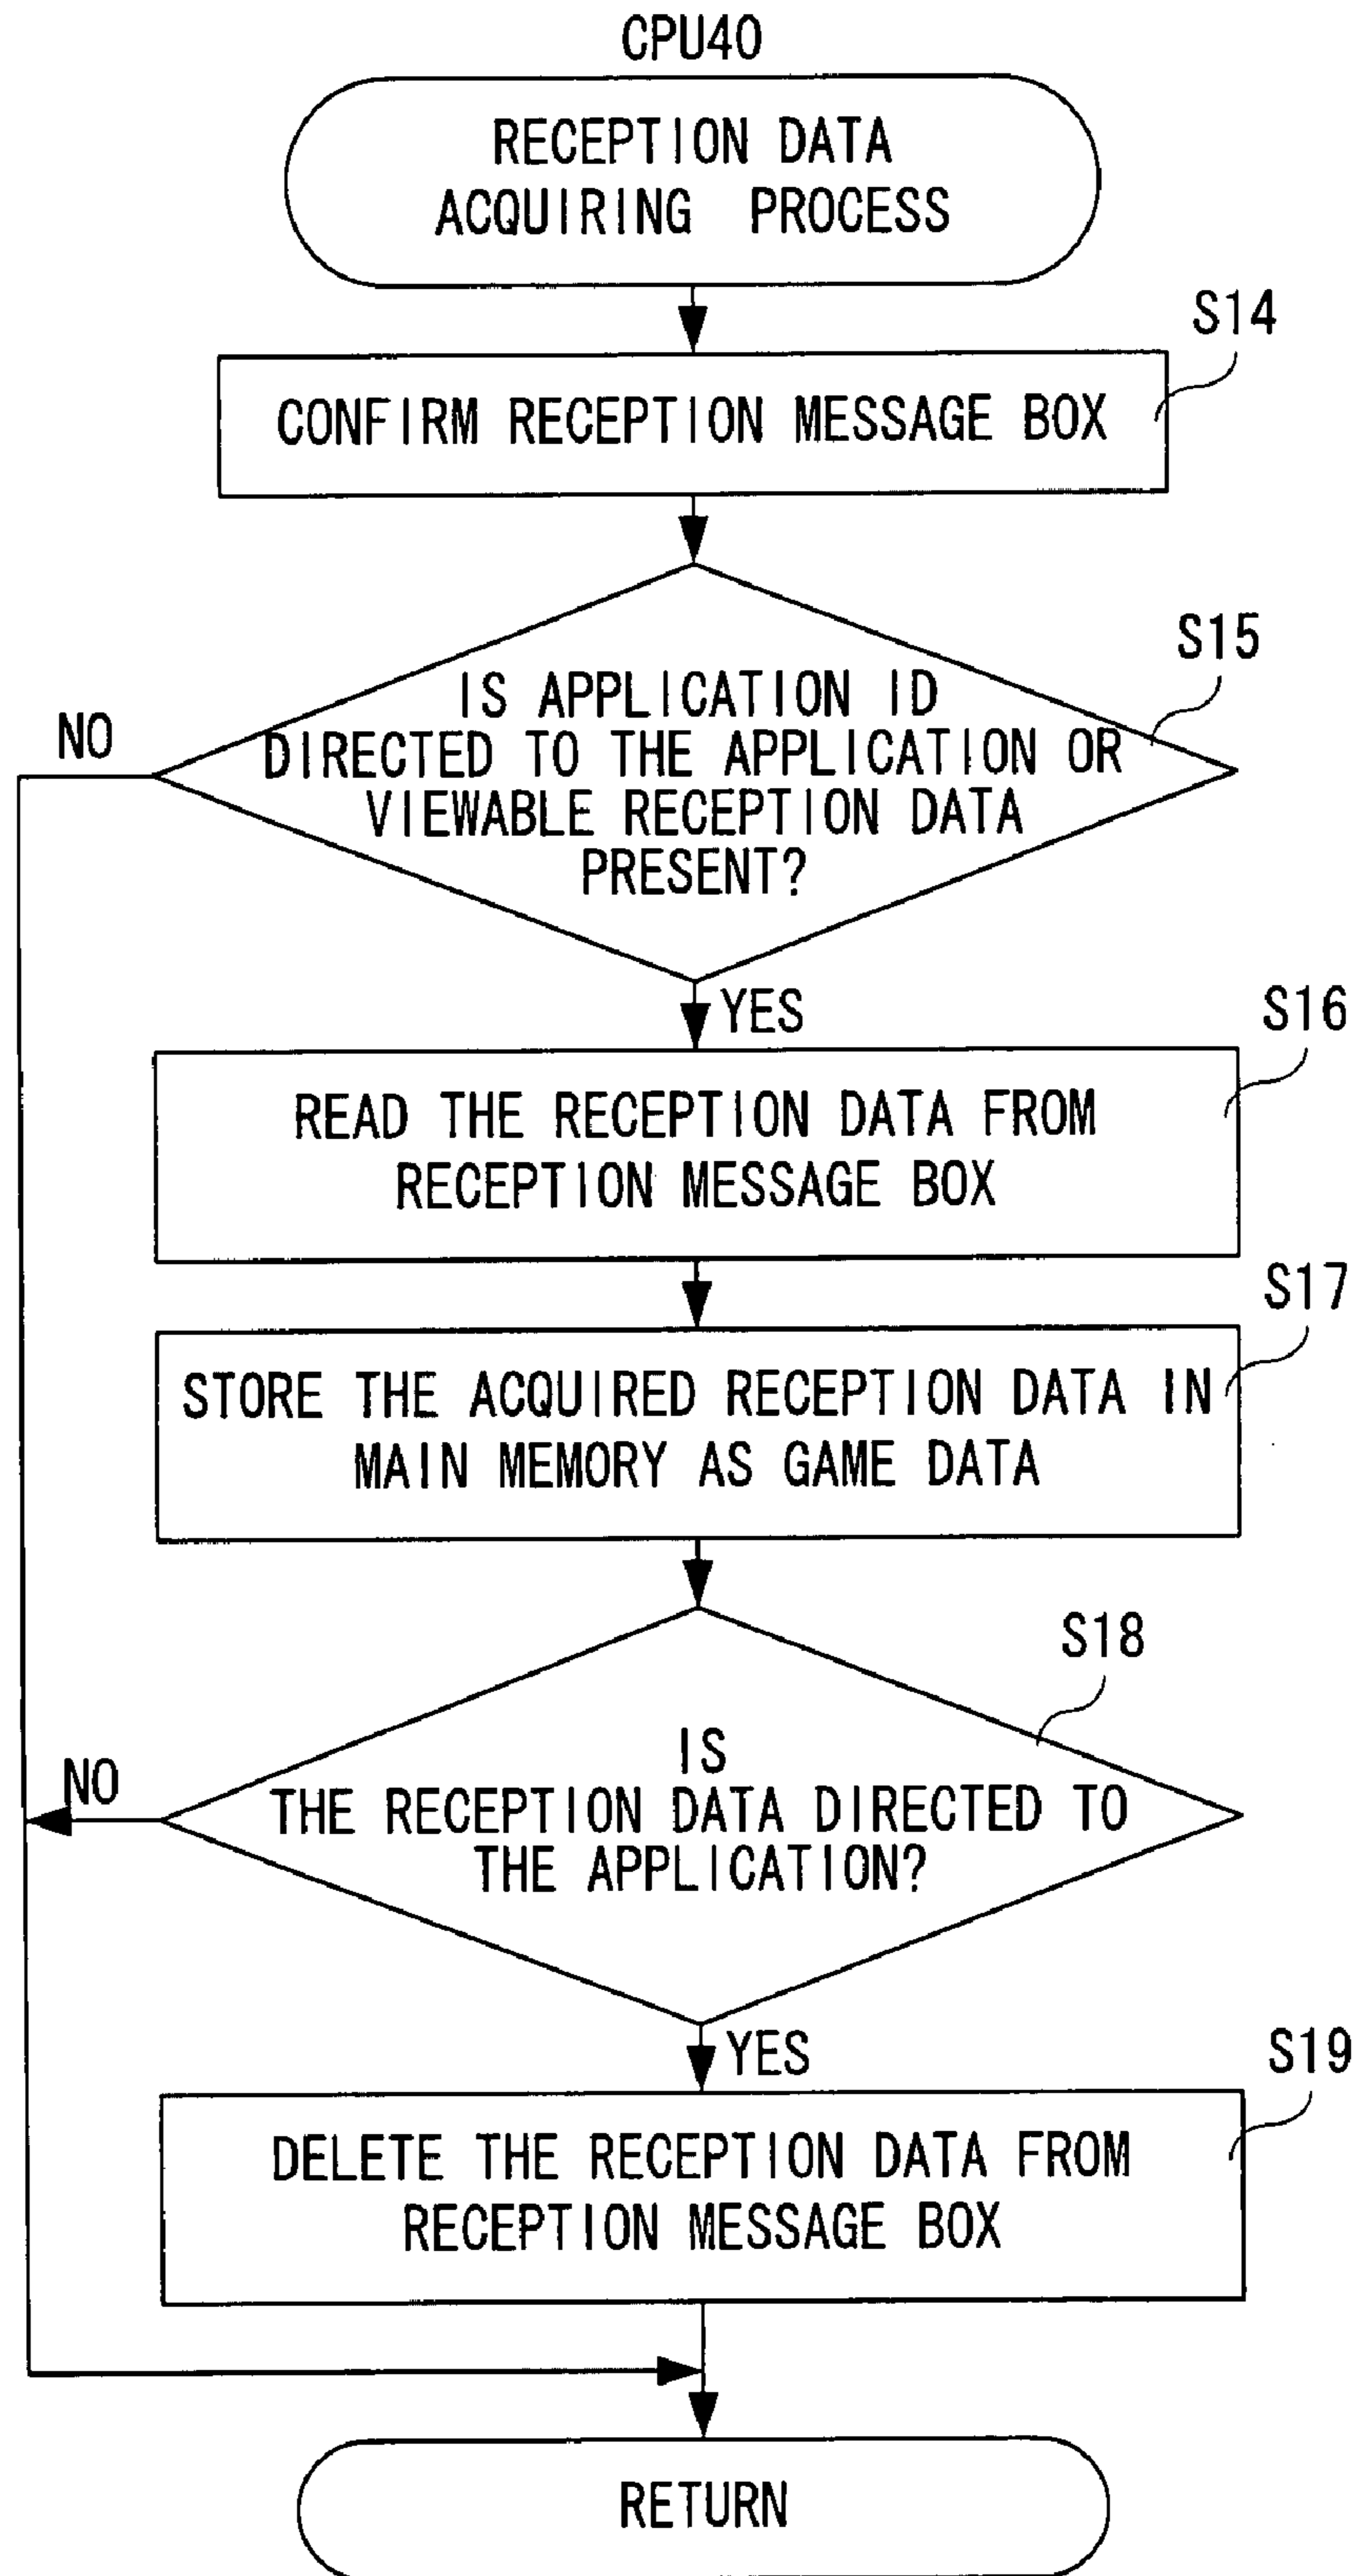 CPU40
RECEPTION DATA
ACQUIRING PROCESS
S14
CONFIRM RECEPTION MESSAGE BOX
S15
IS APPLICATION ID
DIRECTED TO THE APPLICATION OR
VIEWABLE RECEPTION DATA
PRESENT?
NO
YES
S16
READ THE RECEPTION DATA FROM
RECEPTION MESSAGE BOX
S17
STORE THE ACQUIRED RECEPTION DATA IN
MAIN MEMORY AS GAME DATA
S18
IS
THE RECEPTION DATA DIRECTED TO
THE APPLICATION?
NO
YES
S19
DELETE THE RECEPTION DATA FROM
RECEPTION MESSAGE BOX
RETURN